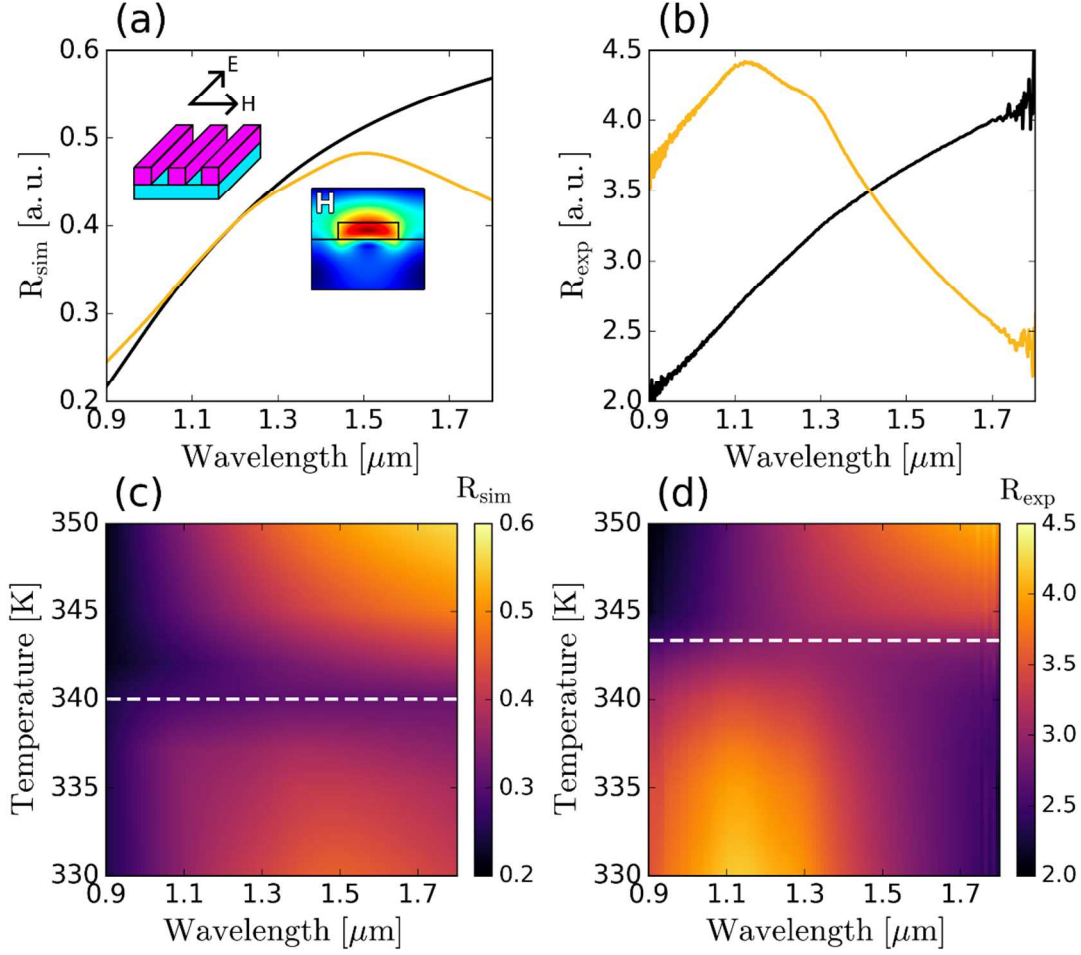 (a)
0.6
0.5
0.4
0.3
0.2
R_sim [a. u.]
E
H
H
0.9 1.1 1.3 1.5 1.7
Wavelength [μm]
(b)
4.5
4.0
3.5
3.0
2.5
2.0
R_exp [a. u.]
0.9 1.1 1.3 1.5 1.7
Wavelength [μm]
(c)
R_sim
350
345
340
335
330
Temperature [K]
0.9 1.1 1.3 1.5 1.7
Wavelength [μm]
0.6
0.5
0.4
0.3
0.2
(d)
R_exp
350
345
340
335
330
Temperature [K]
0.9 1.1 1.3 1.5 1.7
Wavelength [μm]
4.5
4.0
3.5
3.0
2.5
2.0